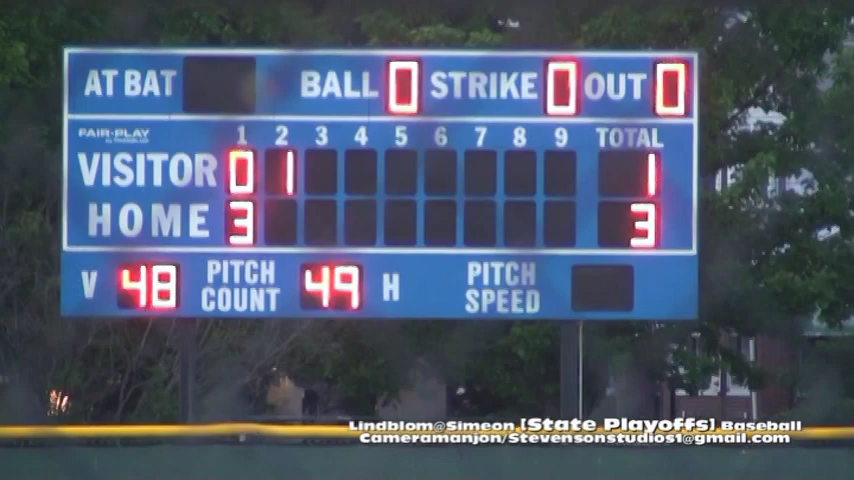 AT BAT BALL 0 STRIKE 0 OUT 0
FAIR-PLAY 1 2 3 4 5 6 7 8 9 TOTAL
VISITOR 0 1 1
HOME 3 3
V 48 PITCH COUNT 49 H PITCH SPEED
Lindblom@Simeon [State Playoffs] Baseball
Cameramanjon/Stevensonstudios1@gmail.com